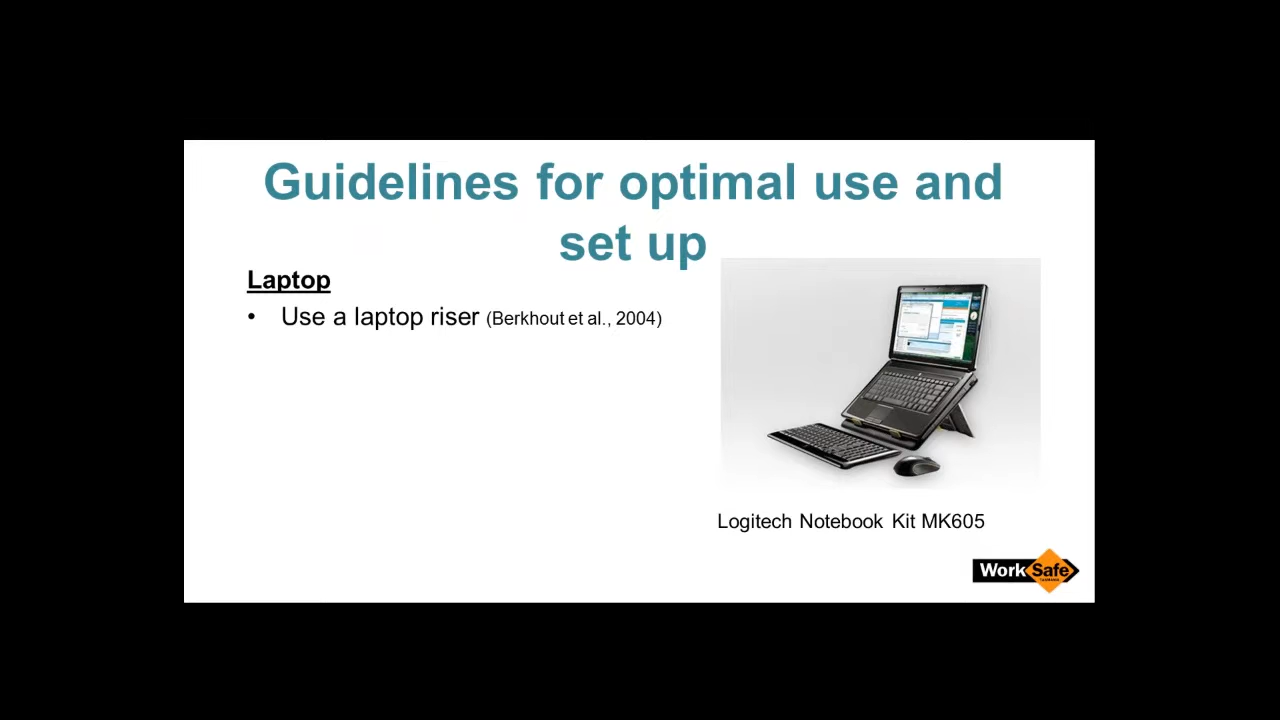 Guidelines for optimal use and
set up
Laptop
• Use a laptop riser (Berkhout et al., 2004)
Logitech Notebook Kit MK605
WorkSafe